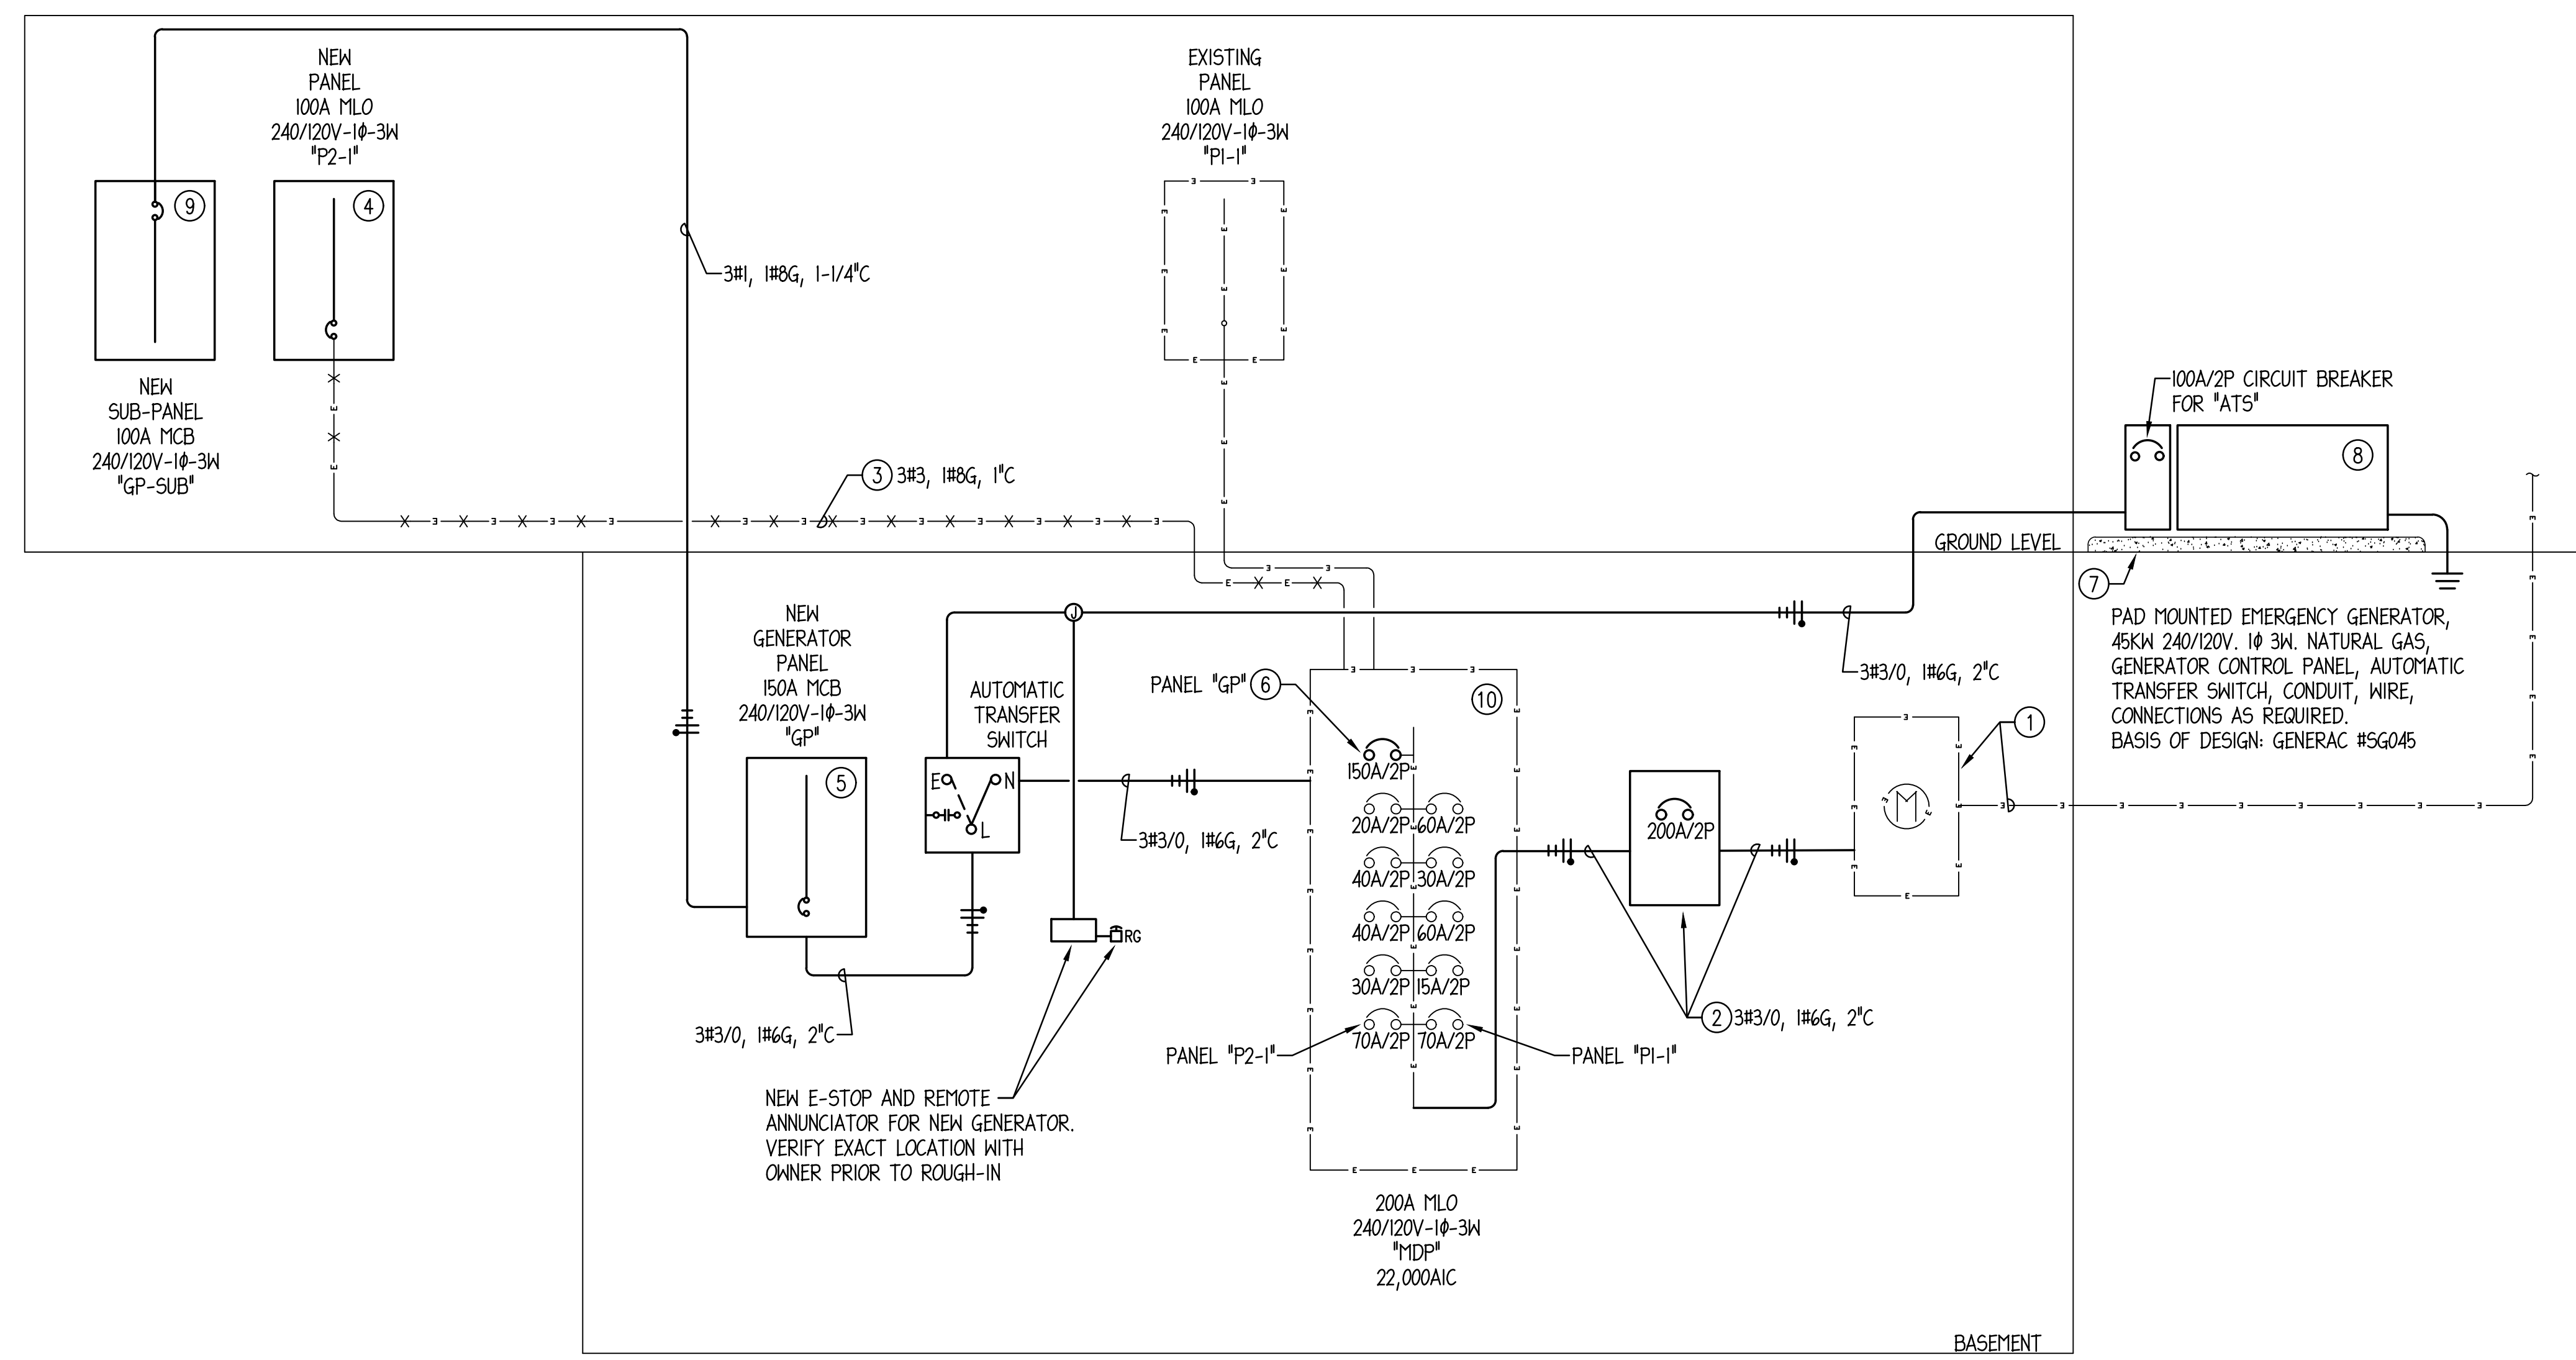 NEW
PANEL
100A MLO
240/120V-1ϕ-3W
"P2-1"
EXISTING
PANEL
100A MLO
240/120V-1ϕ-3W
"P1-1"
9
4
3#1, 1#8G, 1-1/4"C
NEW
SUB-PANEL
100A MCB
240/120V-1ϕ-3W
"GP-SUB"
3 3#3, 1#8G, 1"C
100A/2P CIRCUIT BREAKER
FOR "ATS"
8
GROUND LEVEL
7
PAD MOUNTED EMERGENCY GENERATOR,
45KW 240/120V. 1ϕ 3W. NATURAL GAS,
GENERATOR CONTROL PANEL, AUTOMATIC
TRANSFER SWITCH, CONDUIT, WIRE,
CONNECTIONS AS REQUIRED.
BASIS OF DESIGN: GENERAC #SG045
NEW
GENERATOR
PANEL
150A MCB
240/120V-1ϕ-3W
"GP"
5
J
AUTOMATIC
TRANSFER
SWITCH
E N
L
3#3/0, 1#6G, 2"C
PANEL "GP" 6
10
3#3/0, 1#6G, 2"C
1
M
150A/2P
20A/2P 60A/2P
40A/2P 30A/2P
40A/2P 60A/2P
30A/2P 15A/2P
70A/2P 70A/2P
200A/2P
2 3#3/0, 1#6G, 2"C
PANEL "P2-1"
PANEL "P1-1"
RG
3#3/0, 1#6G, 2"C
NEW E-STOP AND REMOTE
ANNUNCIATOR FOR NEW GENERATOR.
VERIFY EXACT LOCATION WITH
OWNER PRIOR TO ROUGH-IN
200A MLO
240/120V-1ϕ-3W
"MDP"
22,000AIC
BASEMENT